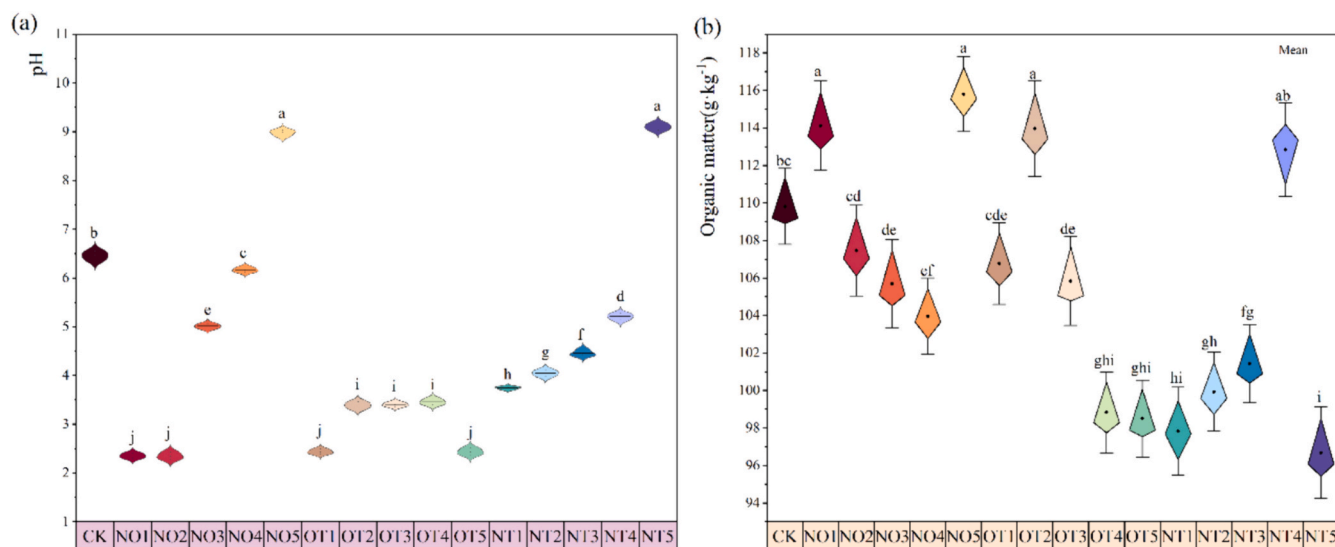 (a)
pH
11
10
9
8
7
6
5
4
3
2
1
b
j
j
e
c
a
j
i
i
i
j
h
g
f
d
a
CK NO1 NO2 NO3 NO4 NO5 OT1 OT2 OT3 OT4 OT5 NT1 NT2 NT3 NT4 NT5
(b)
Organic matter(g·kg⁻¹)
118
116
114
112
110
108
106
104
102
100
98
96
94
Mean
bc
a
cd
de
ef
a
cde
a
de
ghi
ghi
hi
gh
fg
ab
i
CK NO1 NO2 NO3 NO4 NO5 OT1 OT2 OT3 OT4 OT5 NT1 NT2 NT3 NT4 NT5